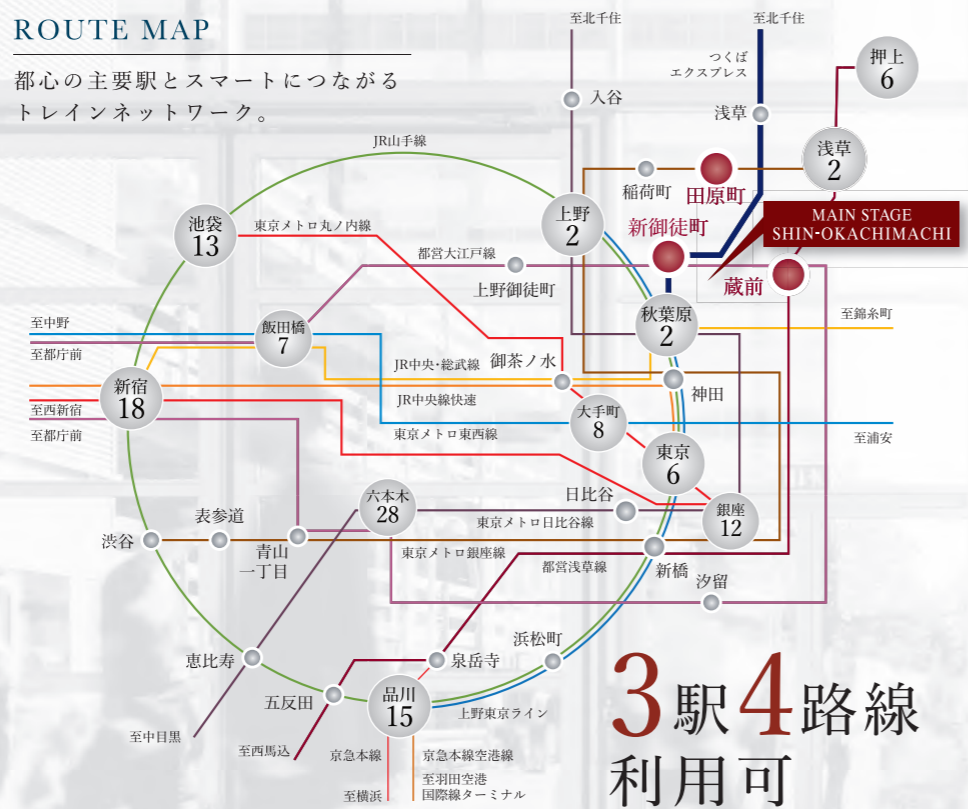 ROUTE MAP
都心の主要駅とスマートにつながる
トレインネットワーク。
至北千住
至北千住
つくば
エクスプレス
押上
6
入谷
浅草
浅草
2
JR山手線
稲荷町
田原町
池袋
13
東京メトロ丸ノ内線
上野
2
新御徒町
MAIN STAGE
SHIN-OKACHIMACHI
都営大江戸線
上野御徒町
蔵前
至中野
飯田橋
7
秋葉原
2
至錦糸町
至都庁前
JR中央・総武線
御茶ノ水
新宿
18
JR中央線快速
神田
至西新宿
大手町
8
至都庁前
東京メトロ東西線
至浦安
東京
6
六本木
28
日比谷
銀座
12
表参道
東京メトロ日比谷線
渋谷
青山
一丁目
東京メトロ銀座線
都営浅草線
新橋
汐留
恵比寿
泉岳寺
浜松町
五反田
品川
15
上野東京ライン
至中目黒
至西馬込
京急本線
京急本線空港線
至横浜
至羽田空港
国際線ターミナル
3駅4路線
利用可